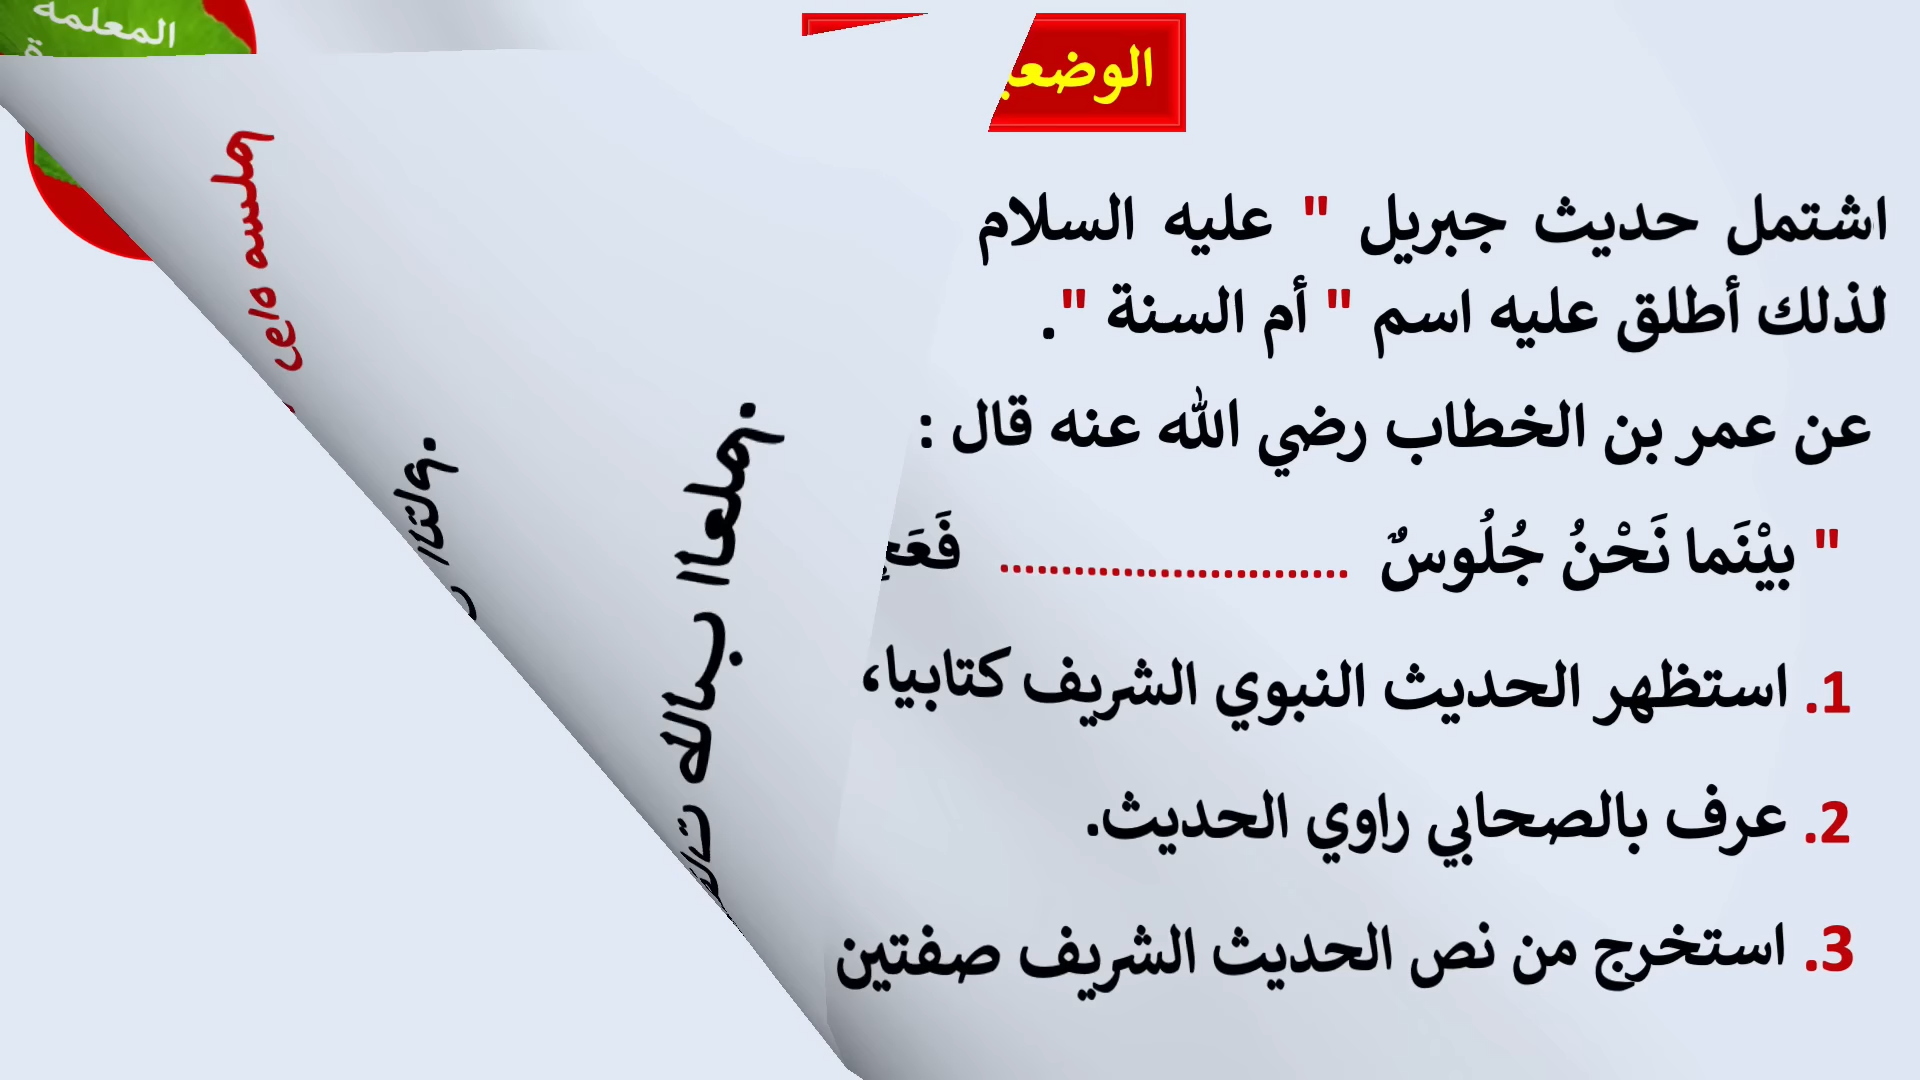 المعلمة
اشتمل حديث جبريل " عليه السلام
لذلك أطلق عليه اسم " أم السنة ".
عن عمر بن الخطاب رضي الله عنه قال :
" بيْنَما نَحْنُ جُلُوسٌ ............................
1. استظهر الحديث النبوي الشريف كتابيا،
2. عرف بالصحابي راوي الحديث.
3. استخرج من نص الحديث الشريف صفتين